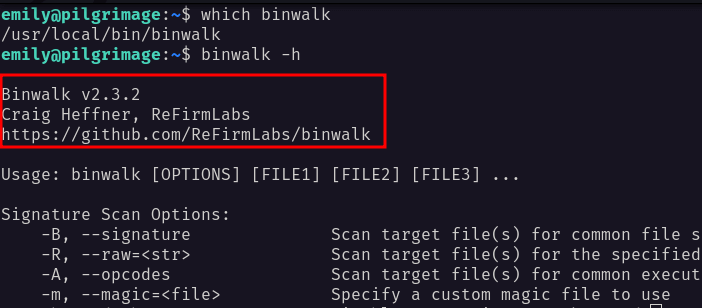 emily@pilgrimage:~$ which binwalk
/usr/local/bin/binwalk
emily@pilgrimage:~$ binwalk -h
Binwalk v2.3.2
Craig Heffner, ReFirmLabs
https://github.com/ReFirmLabs/binwalk
Usage: binwalk [OPTIONS] [FILE1] [FILE2] [FILE3] ...
Signature Scan Options:
-B, --signature Scan target file(s) for common file s
-R, --raw=<str> Scan target file(s) for the specified
-A, --opcodes Scan target file(s) for common execut
-m, --magic=<file> Specify a custom magic file to use